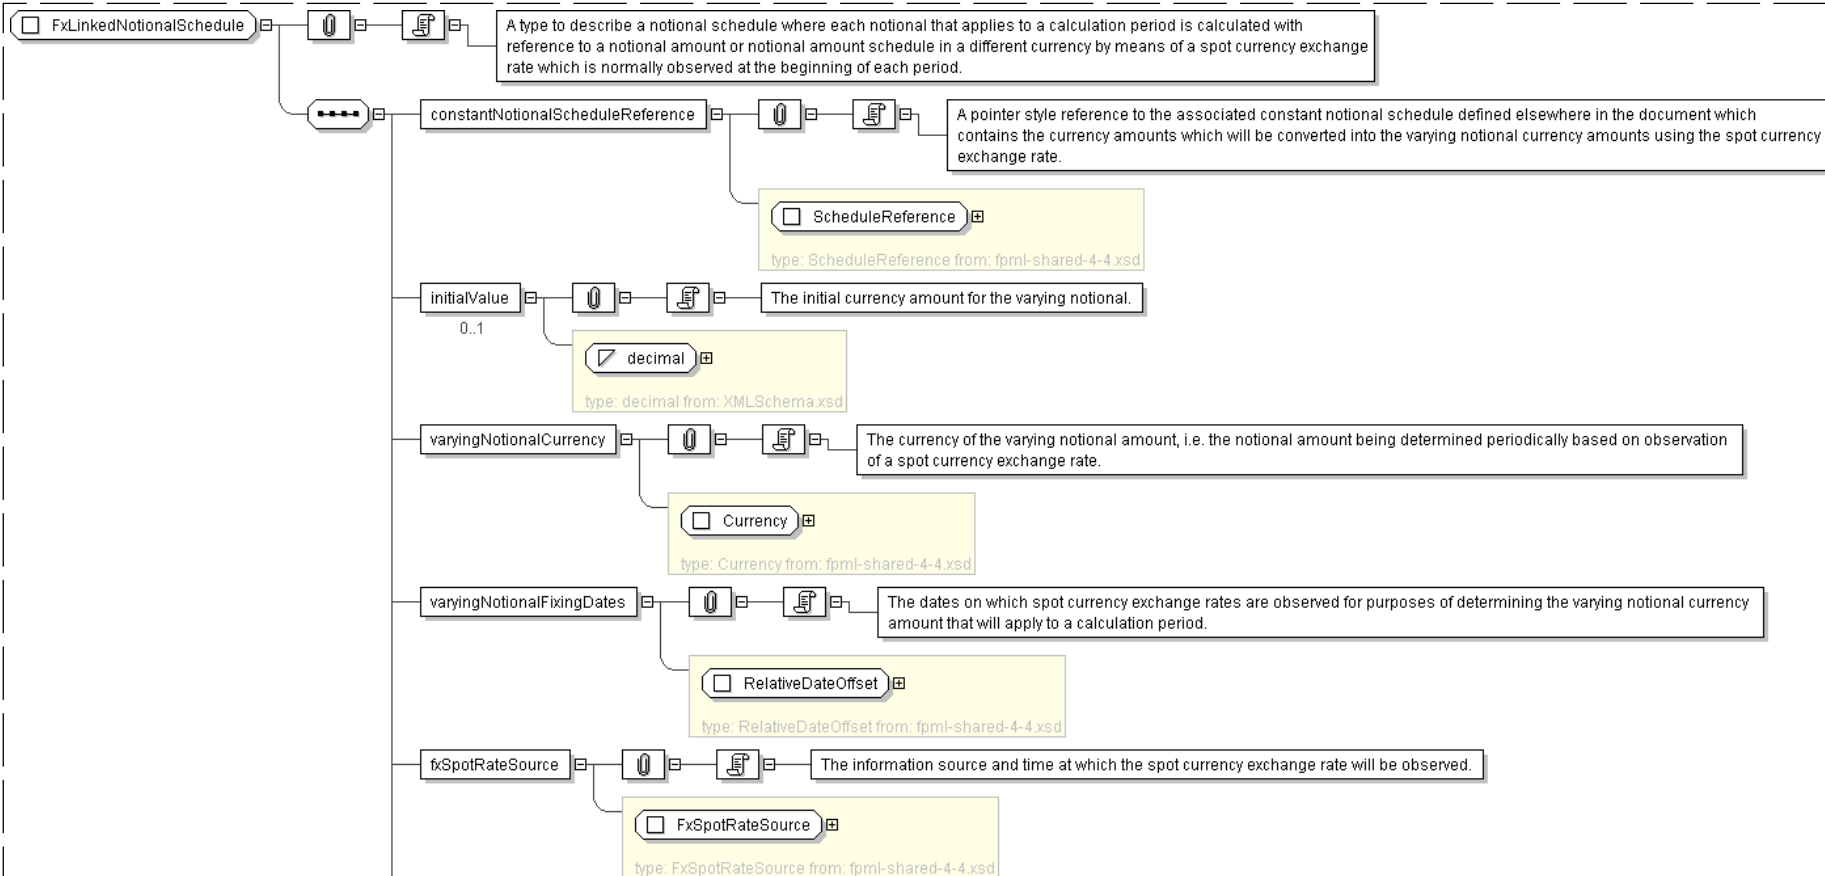 FxLinkedNotionalSchedule
A type to describe a notional schedule where each notional that applies to a calculation period is calculated with
reference to a notional amount or notional amount schedule in a different currency by means of a spot currency exchange
rate which is normally observed at the beginning of each period.
constantNotionalScheduleReference
A pointer style reference to the associated constant notional schedule defined elsewhere in the document which
contains the currency amounts which will be converted into the varying notional currency amounts using the spot currency
exchange rate.
ScheduleReference
type: ScheduleReference from: fpml-shared-4-4.xsd
initialValue
The initial currency amount for the varying notional.
0..1
decimal
type: decimal from: XMLSchema.xsd
varyingNotionalCurrency
The currency of the varying notional amount, i.e. the notional amount being determined periodically based on observation
of a spot currency exchange rate.
Currency
type: Currency from: fpml-shared-4-4.xsd
varyingNotionalFixingDates
The dates on which spot currency exchange rates are observed for purposes of determining the varying notional currency
amount that will apply to a calculation period.
RelativeDateOffset
type: RelativeDateOffset from: fpml-shared-4-4.xsd
fxSpotRateSource
The information source and time at which the spot currency exchange rate will be observed.
FxSpotRateSource
type: FxSpotRateSource from: fpml-shared-4-4.xsd